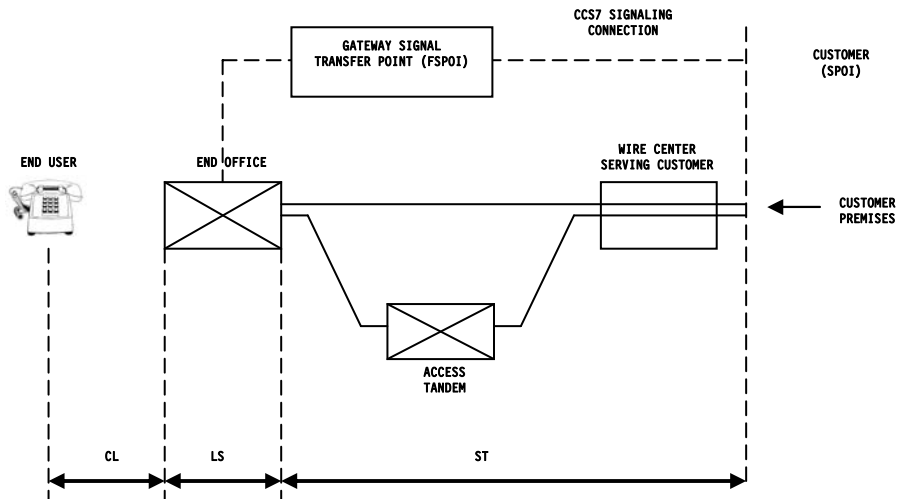 CCS7 SIGNALING
CONNECTION
GATEWAY SIGNAL
TRANSFER POINT (FSPOI)
CUSTOMER
(SPOI)
END USER
END OFFICE
WIRE CENTER
SERVING CUSTOMER
CUSTOMER
PREMISES
ACCESS
TANDEM
CL
LS
ST